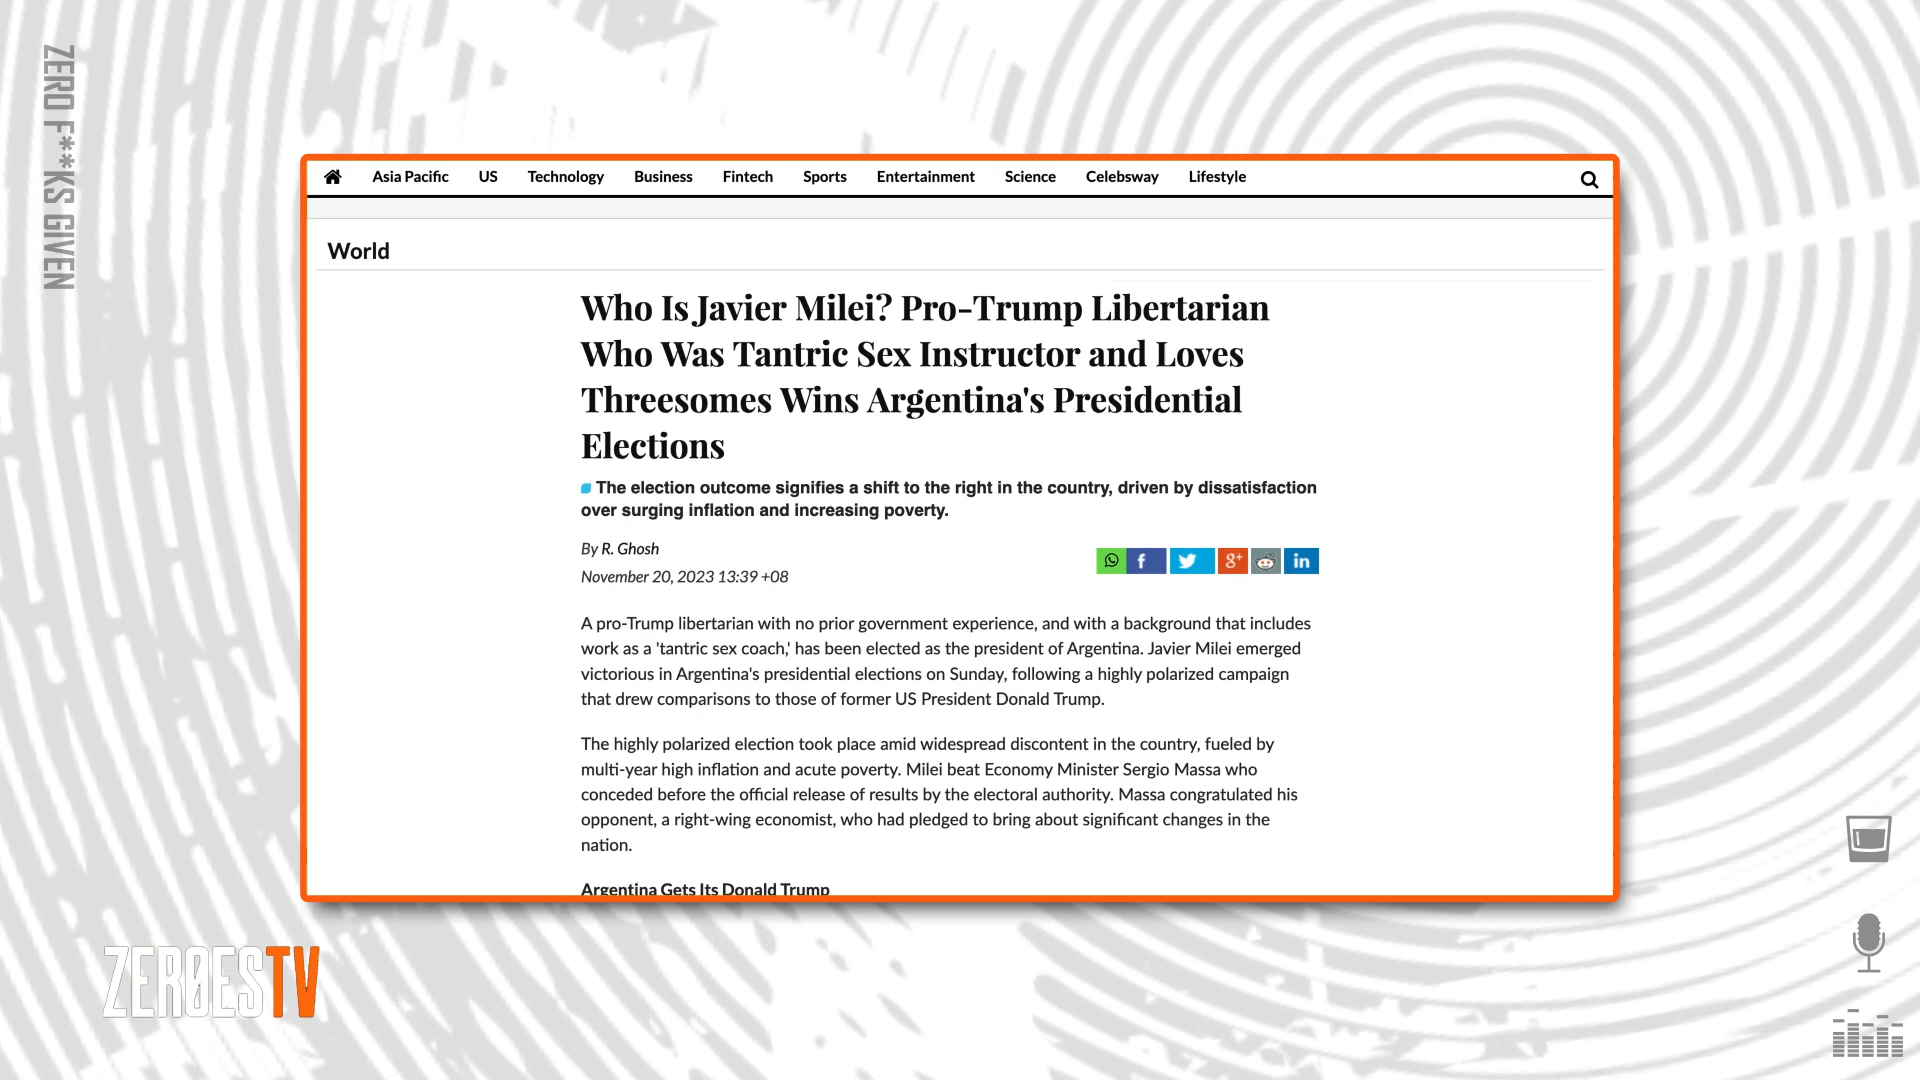 ZERO F**KS GIVEN
Asia Pacific US Technology Business Fintech Sports Entertainment Science Celebsway Lifestyle
World
Who Is Javier Milei? Pro-Trump Libertarian
Who Was Tantric Sex Instructor and Loves
Threesomes Wins Argentina's Presidential
Elections
The election outcome signifies a shift to the right in the country, driven by dissatisfaction
over surging inflation and increasing poverty.
By R. Ghosh
November 20, 2023 13:39 +08
A pro-Trump libertarian with no prior government experience, and with a background that includes
work as a 'tantric sex coach,' has been elected as the president of Argentina. Javier Milei emerged
victorious in Argentina's presidential elections on Sunday, following a highly polarized campaign
that drew comparisons to those of former US President Donald Trump.
The highly polarized election took place amid widespread discontent in the country, fueled by
multi-year high inflation and acute poverty. Milei beat Economy Minister Sergio Massa who
conceded before the official release of results by the electoral authority. Massa congratulated his
opponent, a right-wing economist, who had pledged to bring about significant changes in the
nation.
Argentina Gets Its Donald Trump
ZERØESTV